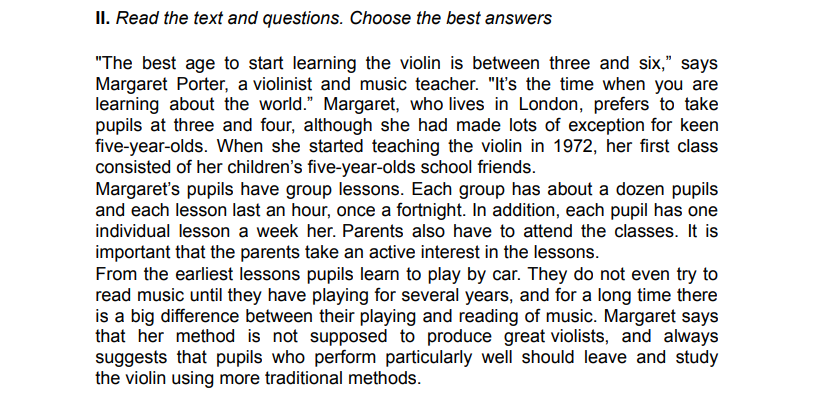 II. Read the text and questions. Choose the best answers
"The best age to start learning the violin is between three and six,” says
Margaret Porter, a violinist and music teacher. "It’s the time when you are
learning about the world.” Margaret, who lives in London, prefers to take
pupils at three and four, although she had made lots of exception for keen
five-year-olds. When she started teaching the violin in 1972, her first class
consisted of her children’s five-year-olds school friends.
Margaret’s pupils have group lessons. Each group has about a dozen pupils
and each lesson last an hour, once a fortnight. In addition, each pupil has one
individual lesson a week her. Parents also have to attend the classes. It is
important that the parents take an active interest in the lessons.
From the earliest lessons pupils learn to play by car. They do not even try to
read music until they have playing for several years, and for a long time there
is a big difference between their playing and reading of music. Margaret says
that her method is not supposed to produce great violists, and always
suggests that pupils who perform particularly well should leave and study
the violin using more traditional methods.